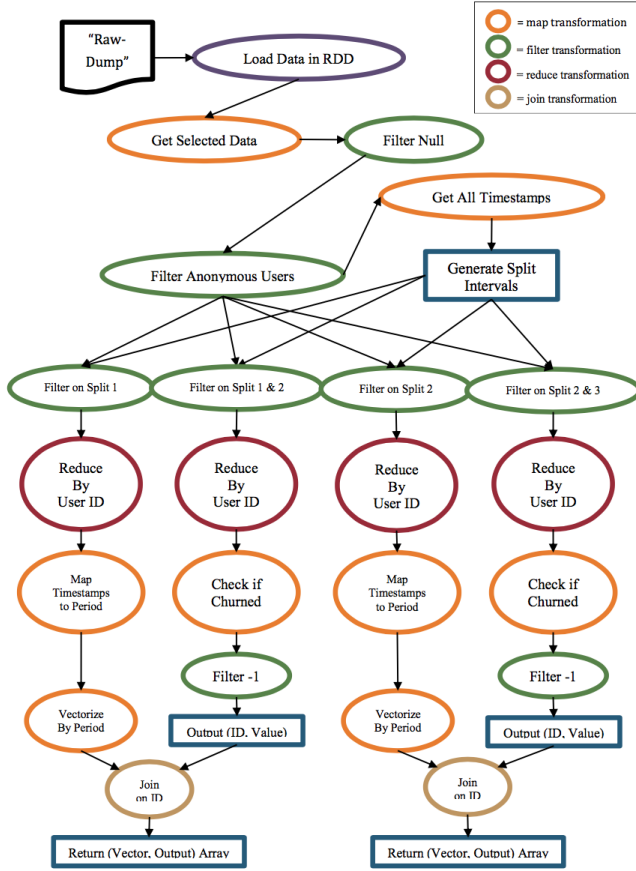 “Raw-
Dump”
Load Data in RDD
= map transformation
= filter transformation
= reduce transformation
= join transformation
Get Selected Data
Filter Null
Get All Timestamps
Filter Anonymous Users
Generate Split
Intervals
Filter on Split 1
Filter on Split 1 & 2
Filter on Split 2
Filter on Split 2 & 3
Reduce
By
User ID
Reduce
By
User ID
Reduce
By
User ID
Reduce
By
User ID
Map
Timestamps
to Period
Check if
Churned
Map
Timestamps
to Period
Check if
Churned
Filter -1
Filter -1
Vectorize
By Period
Output (ID, Value)
Vectorize
By Period
Output (ID, Value)
Join
on ID
Join
on ID
Return (Vector, Output) Array
Return (Vector, Output) Array